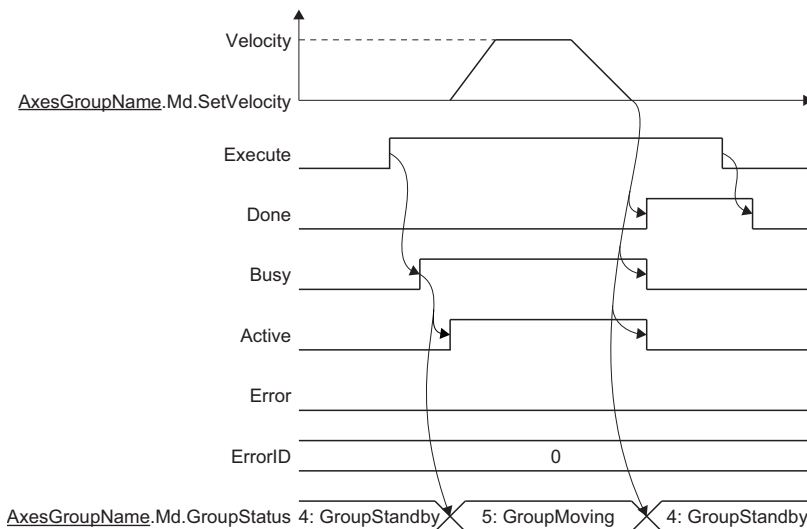 Velocity
AxesGroupName.Md.SetVelocity
Execute
Done
Busy
Active
Error
ErrorID 0
AxesGroupName.Md.GroupStatus 4: GroupStandby 5: GroupMoving 4: GroupStandby